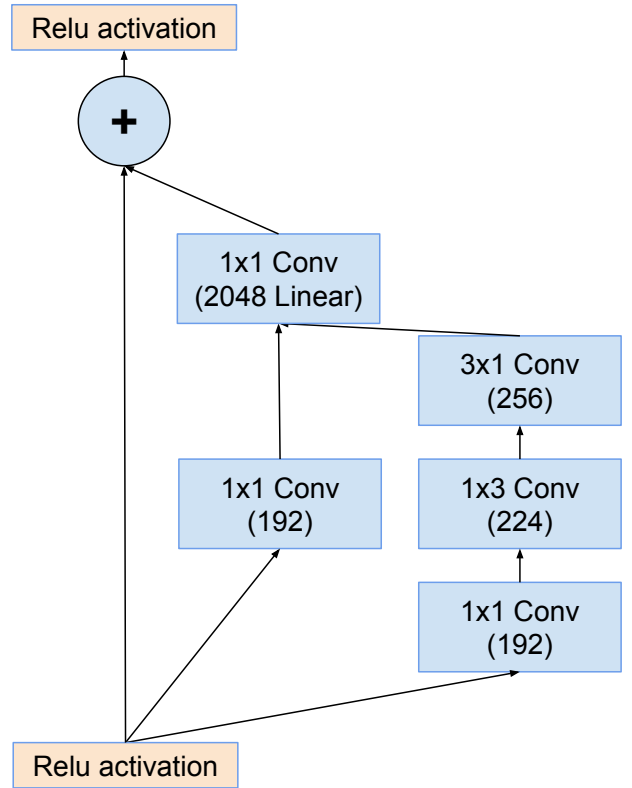 Relu activation
+
1x1 Conv
(2048 Linear)
3x1 Conv
(256)
1x1 Conv
(192)
1x3 Conv
(224)
1x1 Conv
(192)
Relu activation